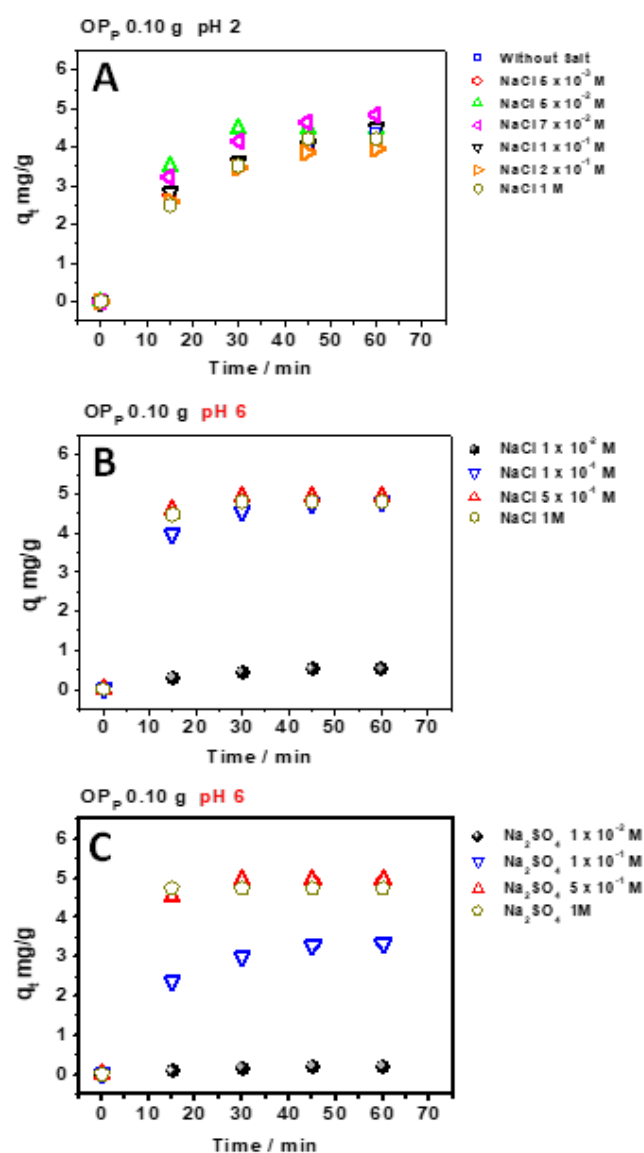 OPP 0.10 g pH 2
A
Without Salt
NaCl 5 x 10-3 M
NaCl 5 x 10-2 M
NaCl 7 x 10-2 M
NaCl 1 x 10-1 M
NaCl 2 x 10-1 M
NaCl 1 M
qt mg/g
6
5
4
3
2
1
0
0 10 20 30 40 50 60 70
Time / min
OPP 0.10 g pH 6
B
NaCl 1 x 10-2 M
NaCl 1 x 10-1 M
NaCl 5 x 10-1 M
NaCl 1M
qt mg/g
6
5
4
3
2
1
0
0 10 20 30 40 50 60 70
Time / min
OPP 0.10 g pH 6
C
Na2SO4 1 x 10-2 M
Na2SO4 1 x 10-1 M
Na2SO4 5 x 10-1 M
Na2SO4 1M
qt mg/g
6
5
4
3
2
1
0
0 10 20 30 40 50 60 70
Time / min